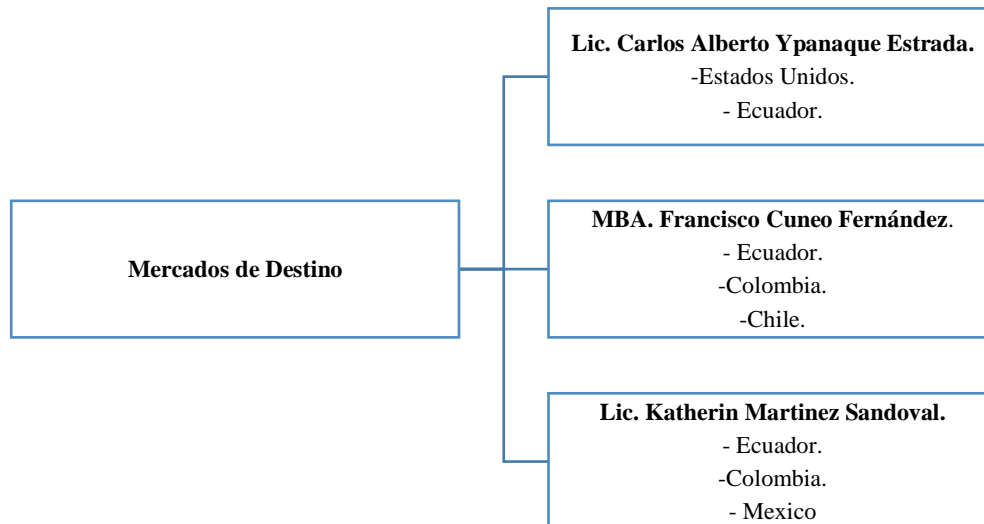 Mercados de Destino
Lic. Carlos Alberto Ypanaque Estrada.
-Estados Unidos.
- Ecuador.
MBA. Francisco Cuneo Fernández.
- Ecuador.
-Colombia.
-Chile.
Lic. Katherin Martinez Sandoval.
- Ecuador.
-Colombia.
- Mexico